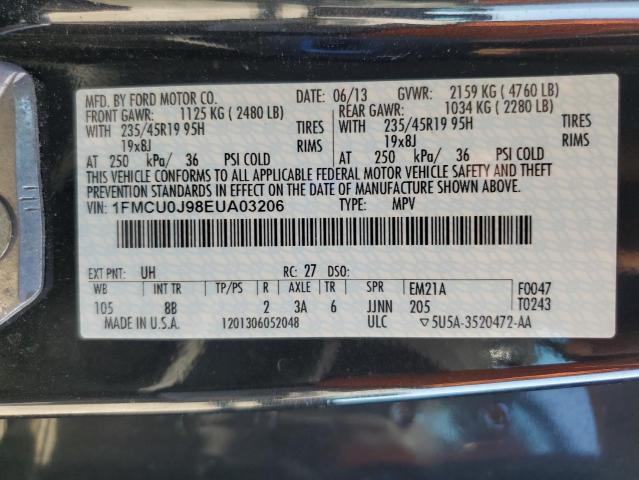 MFD. BY FORD MOTOR CO. DATE: 06/13 GVWR: 2159 KG ( 4760 LB)
FRONT GAWR: 1125 KG ( 2480 LB) REAR GAWR: 1034 KG ( 2280 LB)
WITH 235/45R19 95H TIRES WITH 235/45R19 95H TIRES
19x8J RIMS 19x8J RIMS
AT 250 kPa/ 36 PSI COLD AT 250 kPa/ 36 PSI COLD
THIS VEHICLE CONFORMS TO ALL APPLICABLE FEDERAL MOTOR VEHICLE SAFETY AND THEFT
PREVENTION STANDARDS IN EFFECT ON THE DATE OF MANUFACTURE SHOWN ABOVE.
VIN: 1FMCU0J98EUA03206 TYPE: MPV
EXT PNT: UH RC: 27 DSO:
WB INT TR TP/PS R AXLE TR SPR EM21A F0047
105 8B 2 3A 6 JJNN 205 T0243
MADE IN U.S.A. 1201306052048 ULC ▽5U5A-3520472-AA